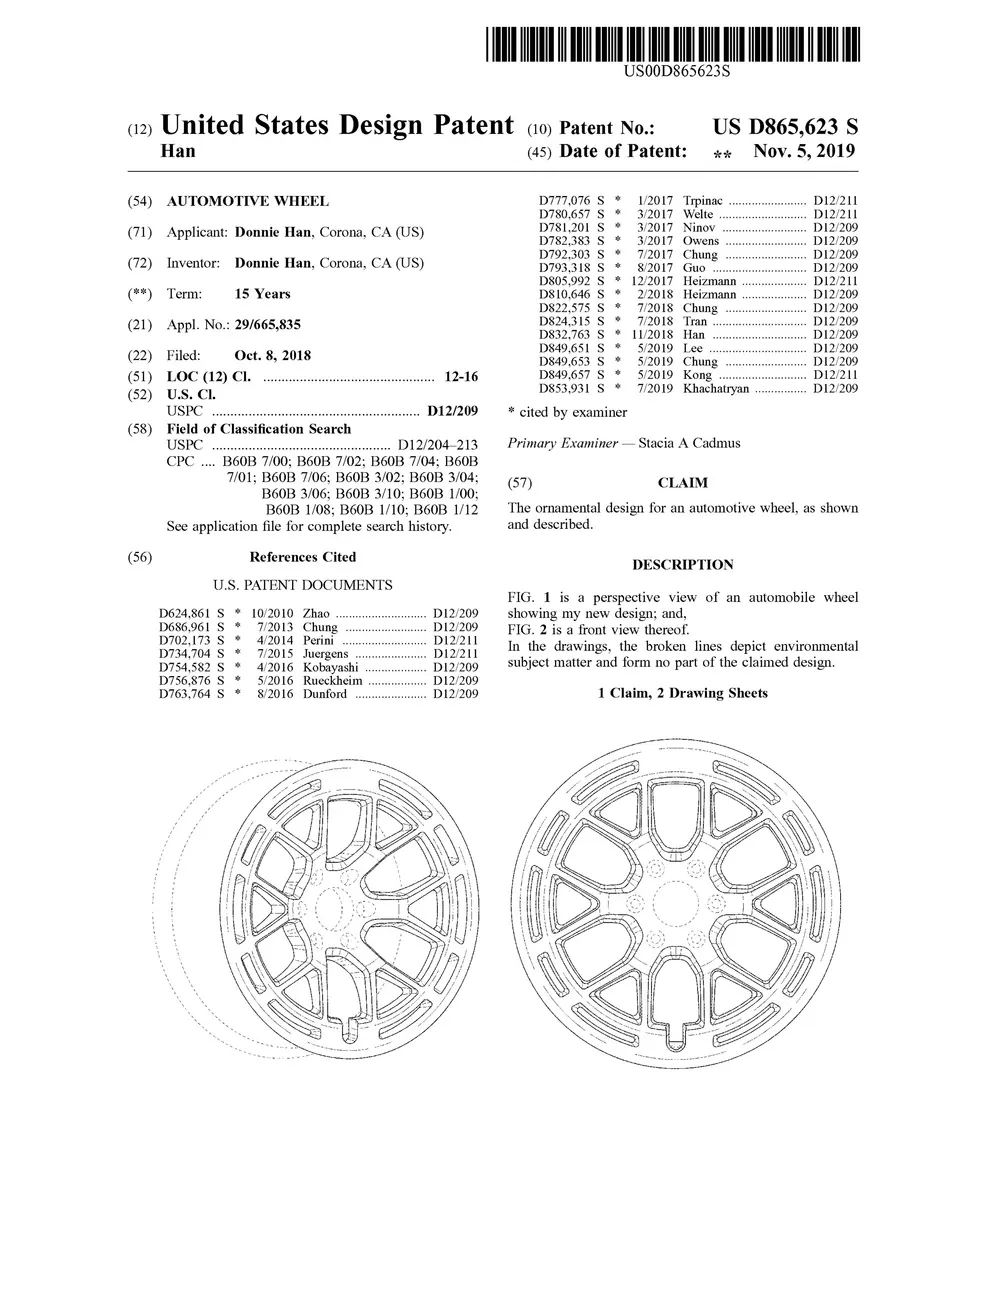 US00D865623S
(12) United States Design Patent
Han
(10) Patent No.: US D865,623 S
(45) Date of Patent: ** Nov. 5, 2019
(54) AUTOMOTIVE WHEEL
(71) Applicant: Donnie Han, Corona, CA (US)
(72) Inventor: Donnie Han, Corona, CA (US)
(**) Term: 15 Years
(21) Appl. No.: 29/665,835
(22) Filed: Oct. 8, 2018
(51) LOC (12) Cl. ............................................... 12-16
(52) U.S. Cl.
USPC ......................................................... D12/209
(58) Field of Classification Search
USPC ................................................. D12/204–213
CPC .... B60B 7/00; B60B 7/02; B60B 7/04; B60B
7/01; B60B 7/06; B60B 3/02; B60B 3/04;
B60B 3/06; B60B 3/10; B60B 1/00;
B60B 1/08; B60B 1/10; B60B 1/12
See application file for complete search history.
(56) References Cited
U.S. PATENT DOCUMENTS
D624,861 S * 10/2010 Zhao ............................ D12/209
D686,961 S * 7/2013 Chung ......................... D12/209
D702,173 S * 4/2014 Perini .......................... D12/211
D734,704 S * 7/2015 Juergens ...................... D12/211
D754,582 S * 4/2016 Kobayashi .................. D12/209
D756,876 S * 5/2016 Rueckheim .................. D12/209
D763,764 S * 8/2016 Dunford ...................... D12/209
D777,076 S * 1/2017 Trpinac ........................ D12/211
D780,657 S * 3/2017 Welte ........................... D12/211
D781,201 S * 3/2017 Ninov .......................... D12/209
D782,383 S * 3/2017 Owens ......................... D12/209
D792,303 S * 7/2017 Chung ......................... D12/209
D793,318 S * 8/2017 Guo ............................. D12/209
D805,992 S * 12/2017 Heizmann .................... D12/211
D810,646 S * 2/2018 Heizmann .................... D12/209
D822,575 S * 7/2018 Chung ......................... D12/209
D824,315 S * 7/2018 Tran ............................. D12/209
D832,763 S * 11/2018 Han ............................. D12/209
D849,651 S * 5/2019 Lee .............................. D12/209
D849,653 S * 5/2019 Chung ......................... D12/209
D849,657 S * 5/2019 Kong ........................... D12/211
D853,931 S * 7/2019 Khachatryan ................ D12/209
* cited by examiner
Primary Examiner — Stacia A Cadmus
(57) CLAIM
The ornamental design for an automotive wheel, as shown
and described.
DESCRIPTION
FIG. 1 is a perspective view of an automobile wheel
showing my new design; and,
FIG. 2 is a front view thereof.
In the drawings, the broken lines depict environmental
subject matter and form no part of the claimed design.
1 Claim, 2 Drawing Sheets